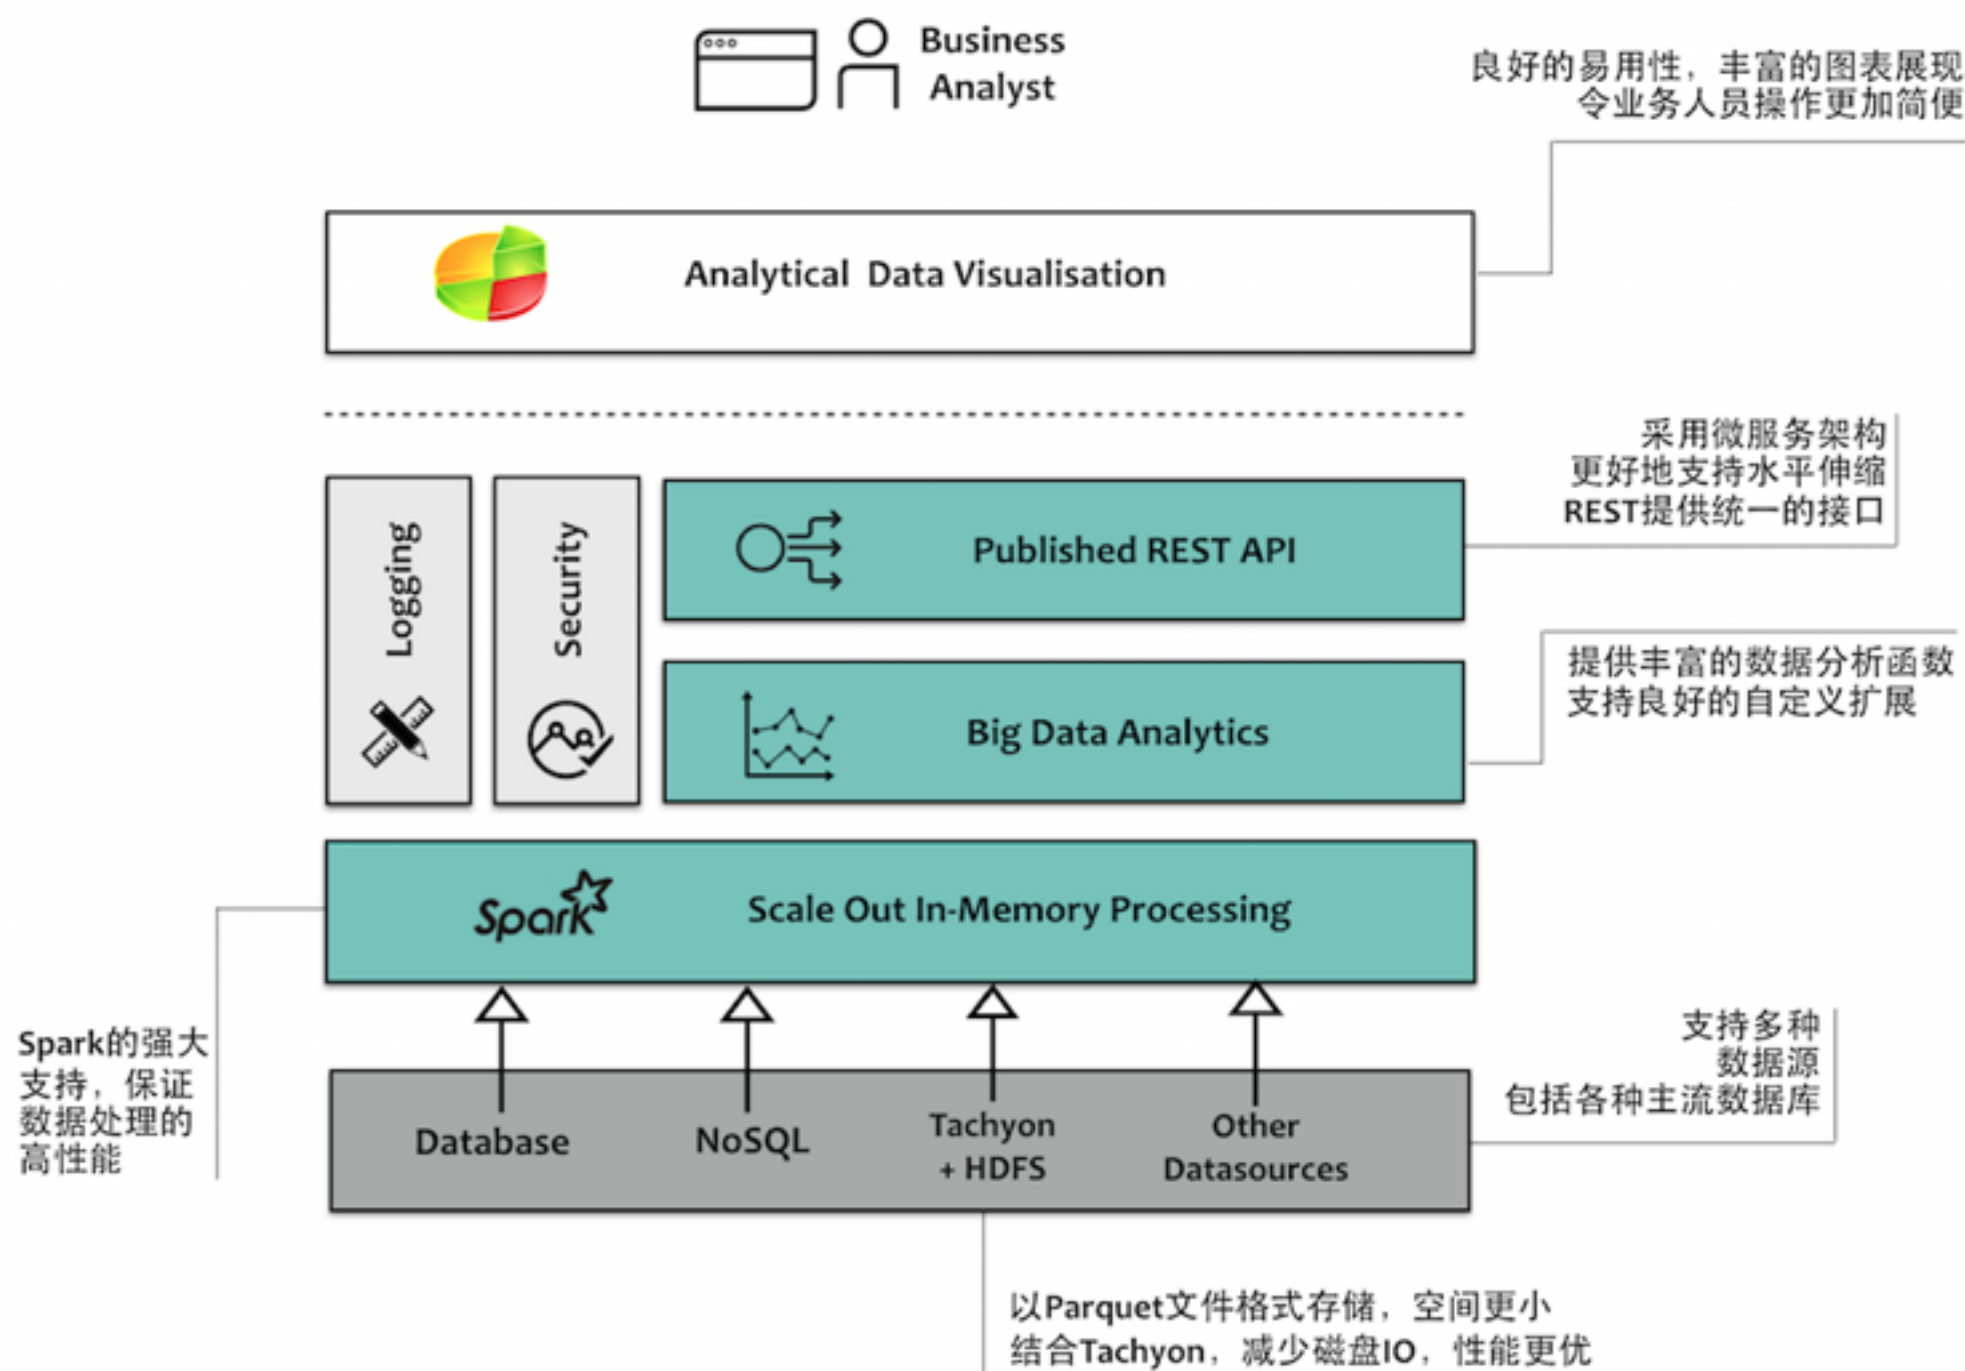 Business
Analyst
良好的易用性，丰富的图表展现
令业务人员操作更加简便
Analytical Data Visualisation
采用微服务架构
更好地支持水平伸缩
REST提供统一的接口
Logging
Security
Published REST API
提供丰富的数据分析函数
支持良好的自定义扩展
Big Data Analytics
Spark
Scale Out In-Memory Processing
Spark的强大
支持，保证
数据处理的
高性能
支持多种
数据源
包括各种主流数据库
Database
NoSQL
Tachyon
+ HDFS
Other
Datasources
以Parquet文件格式存储，空间更小
结合Tachyon，减少磁盘IO，性能更优